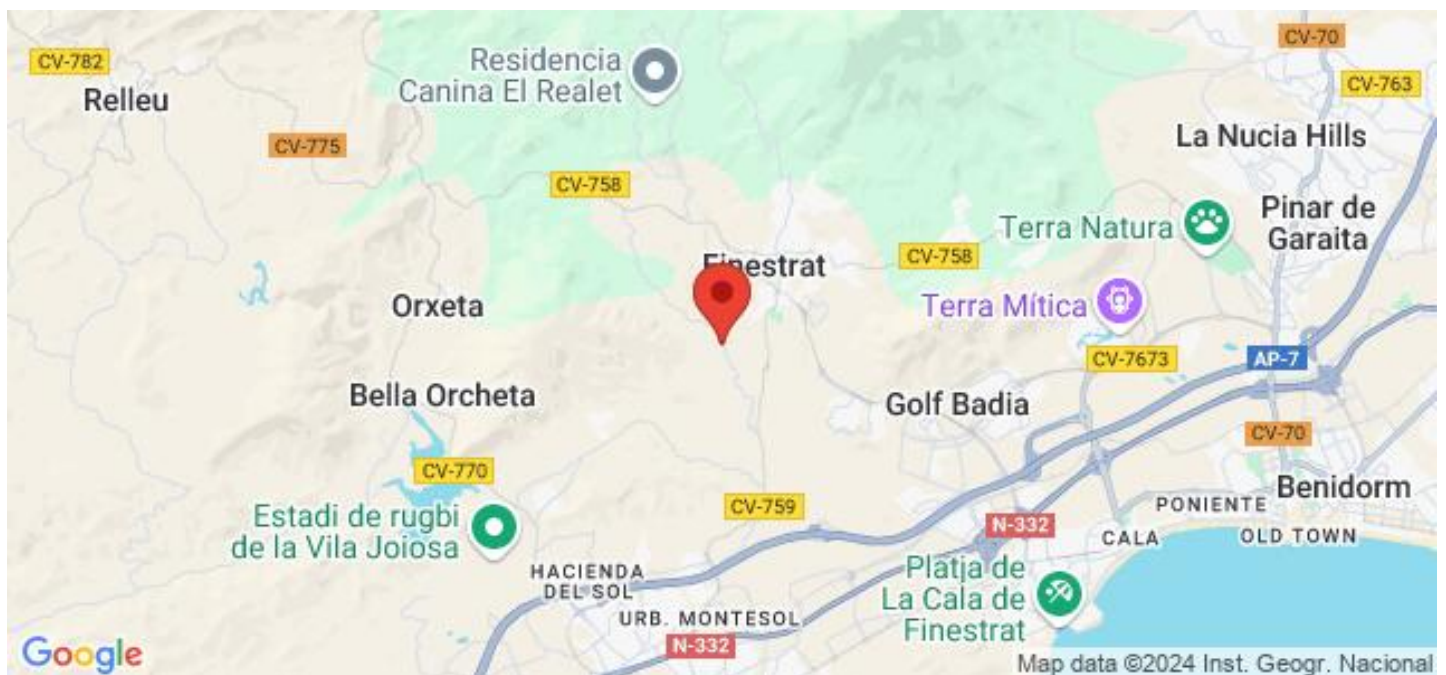 CV-782
Relleu
Residencia
Canina El Realet
CV-70
CV-763
CV-775
La Nucia Hills
CV-758
Terra Natura
Pinar de
Garaita
Finestrat
CV-758
Orxeta
Terra Mítica
CV-7673
AP-7
Bella Orcheta
Golf Badia
CV-70
CV-770
Benidorm
CV-759
PONIENTE
Estadi de rugbi
de la Vila Joiosa
N-332
CALA
OLD TOWN
HACIENDA
DEL SOL
Platja de
La Cala de
Finestrat
URB. MONTESOL
N-332
Google
Map data ©2024 Inst. Geogr. Nacional